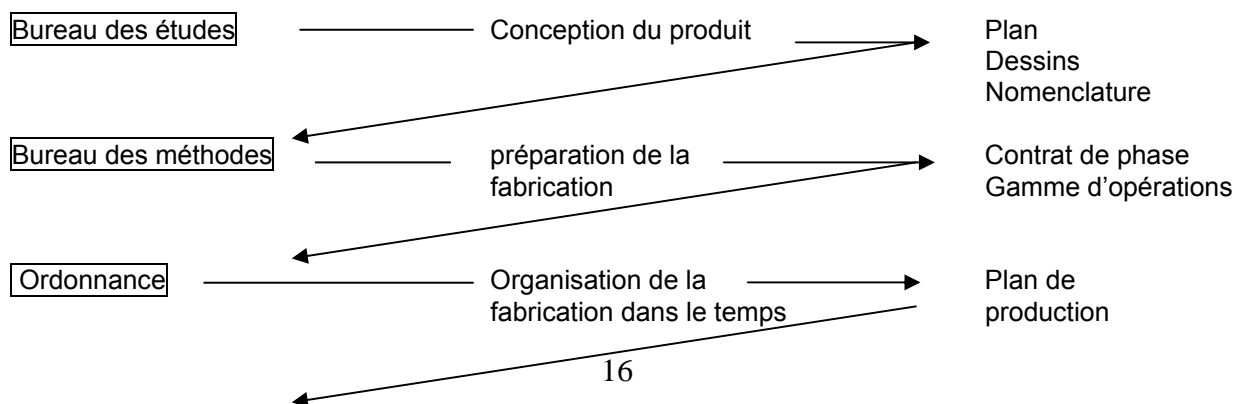 Bureau des études Conception du produit Plan
Dessins
Nomenclature
Bureau des méthodes préparation de la Contrat de phase
fabrication Gamme d'opérations
Ordonnance Organisation de la Plan de
fabrication dans le temps production
16